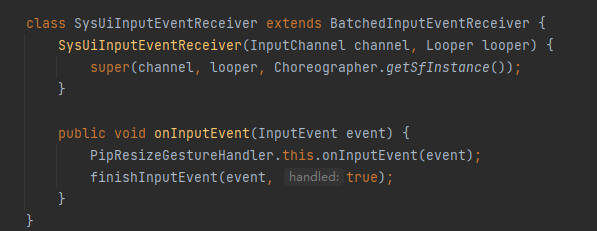 class SysUiInputEventReceiver extends BatchedInputEventReceiver {
SysUiInputEventReceiver(InputChannel channel, Looper looper) {
super(channel, looper, Choreographer.getSfInstance());
}
public void onInputEvent(InputEvent event) {
PipResizeGestureHandler.this.onInputEvent(event);
finishInputEvent(event, handled: true);
}
}